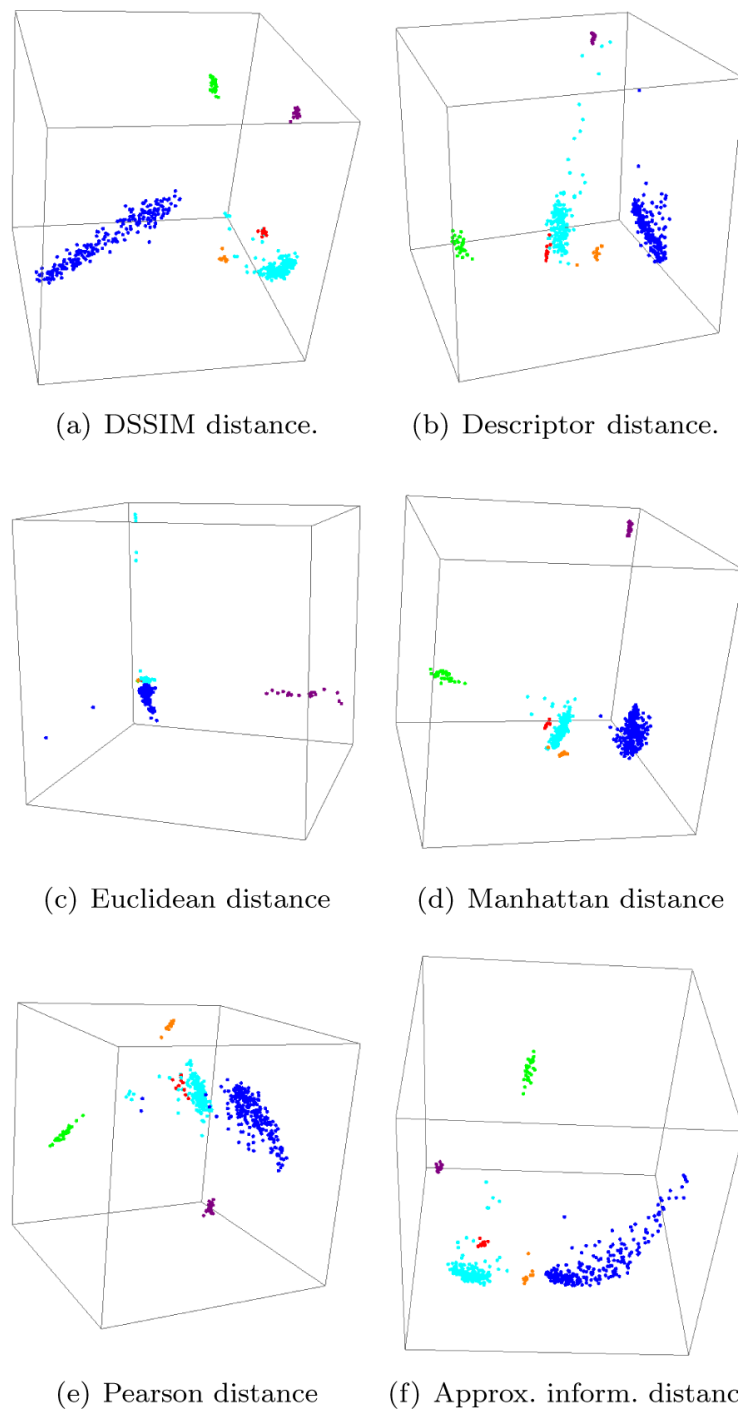 (a) DSSIM distance.
(b) Descriptor distance.
(c) Euclidean distance
(d) Manhattan distance
(e) Pearson distance
(f) Approx. inform. distanc